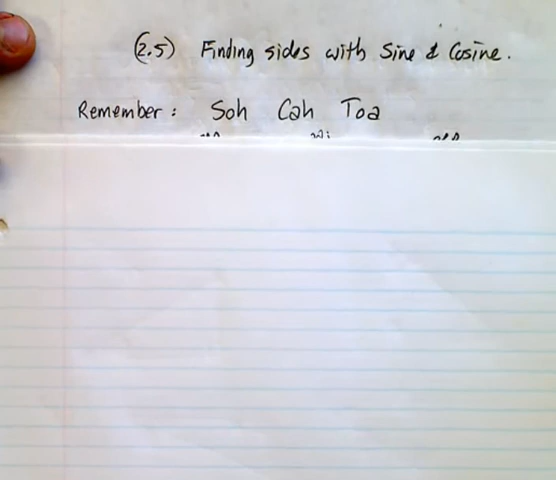 (2.5) Finding sides with Sine & Cosine.
Remember: Soh Cah Toa